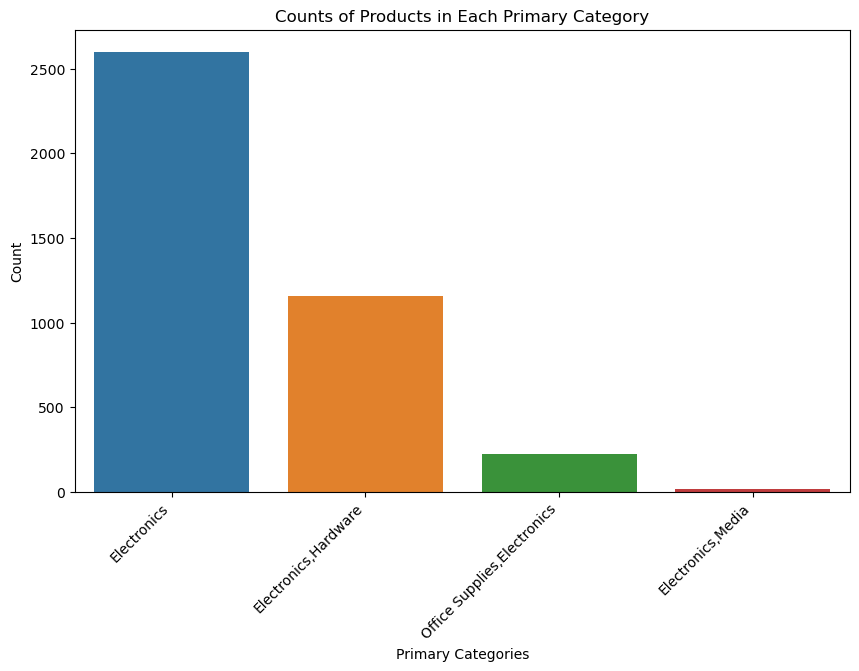 Counts of Products in Each Primary Category
2500
2000
1500
1000
500
0
Count
Electronics
Electronics,Hardware
Office Supplies,Electronics
Electronics,Media
Primary Categories